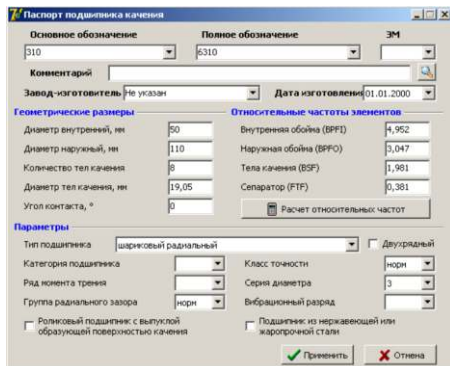 Паспорт подшипника качения
Основное обозначение Полное обозначение ЭМ
310 6310
Комментарий
Завод-изготовитель Не указан Дата изготовления 01.01.2000
Геометрические размеры Относительные частоты элементов
Диаметр внутренний, мм 50 Внутренняя обойма (BPFI) 4,952
Диаметр наружный, мм 110 Наружная обойма (BPFO) 3,047
Количество тел качения 8 Тела качения (BSF) 1,981
Диаметр тел качения, мм 19,05 Сепаратор (FTF) 0,381
Угол контакта, ° 0 Расчет относительных частот
Параметры
Тип подшипника шариковый радиальный Двухрядный
Категория подшипника Класс точности норм
Ряд момента трения Серия диаметра 3
Группа радиального зазора норм Вибрационный разряд
Роликовый подшипник с выпуклой Подшипник из нержавеющей или
образующей поверхностью качения жаропрочной стали
Применить Отмена